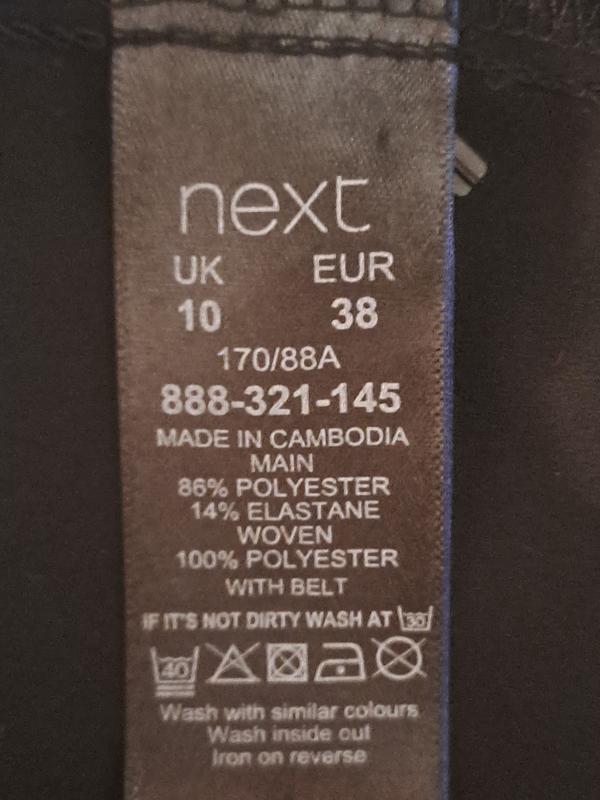 next
UK EUR
10 38
170/88A
888-321-145
MADE IN CAMBODIA
MAIN
86% POLYESTER
14% ELASTANE
WOVEN
100% POLYESTER
WITH BELT
IF IT'S NOT DIRTY WASH AT 30
40
Wash with similar colours
Wash inside out
Iron on reverse